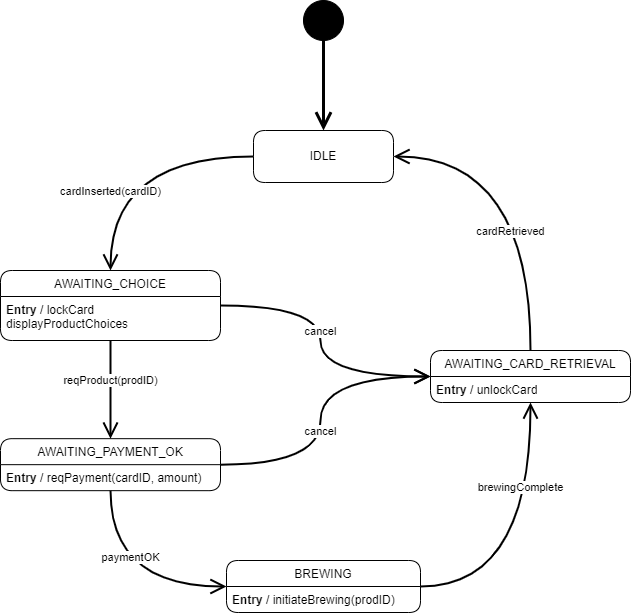 IDLE
cardInserted(cardID)
cardRetrieved
AWAITING_CHOICE
Entry / lockCard
displayProductChoices
cancel
AWAITING_CARD_RETRIEVAL
Entry / unlockCard
reqProduct(prodID)
cancel
AWAITING_PAYMENT_OK
Entry / reqPayment(cardID, amount)
brewingComplete
paymentOK
BREWING
Entry / initiateBrewing(prodID)